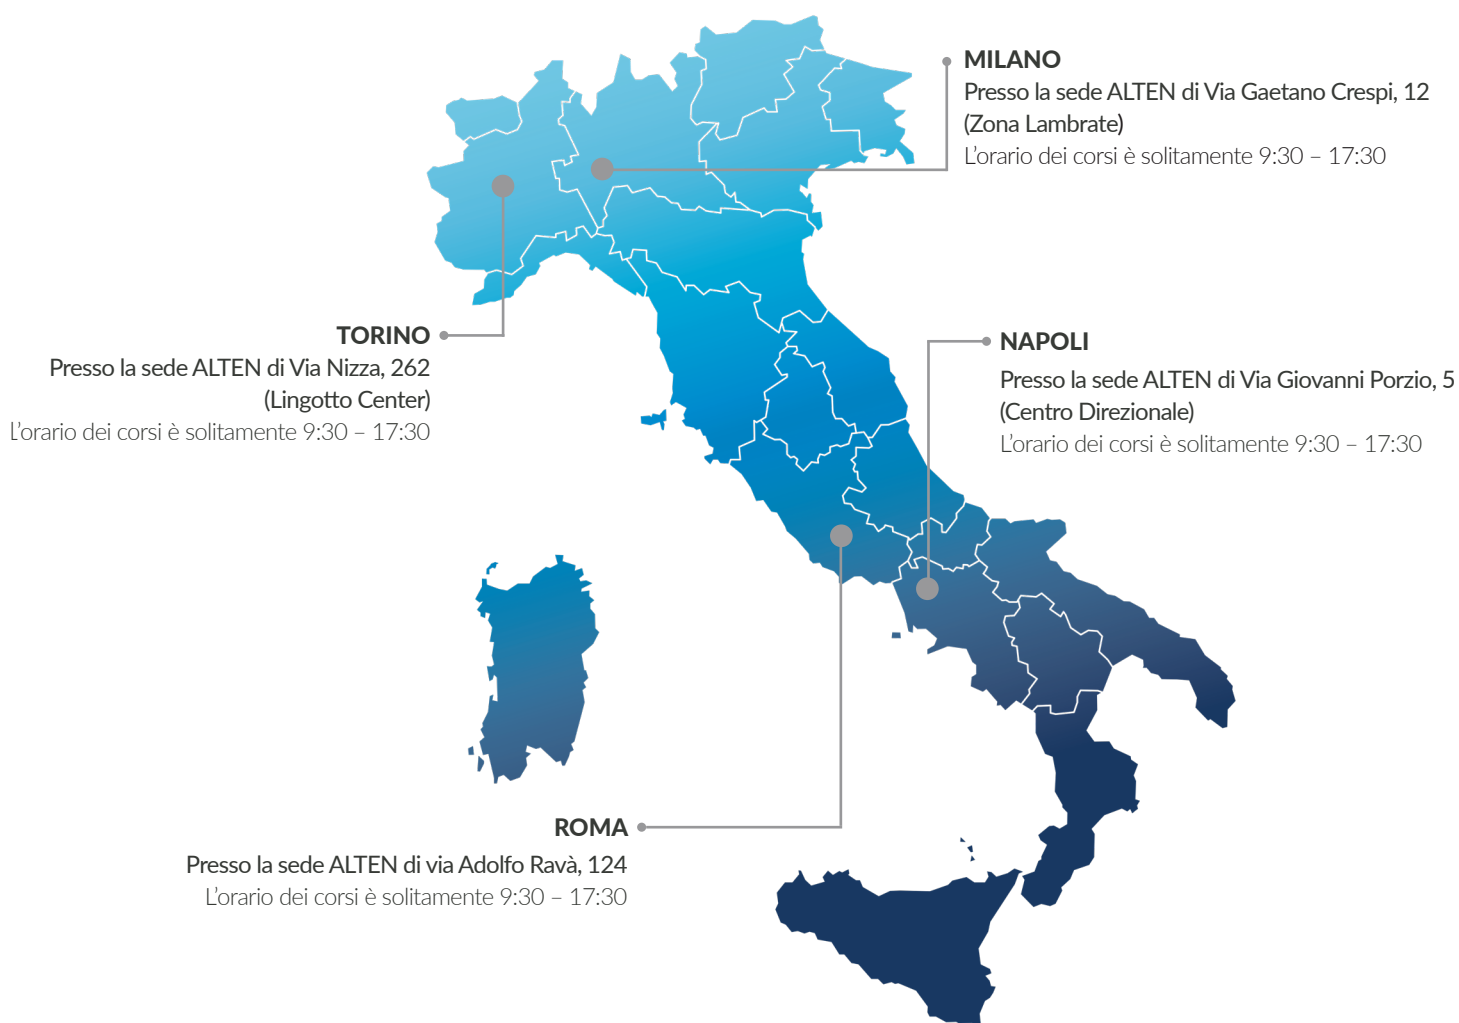 MILANO
Presso la sede ALTEN di Via Gaetano Crespi, 12
(Zona Lambrate)
L'orario dei corsi è solitamente 9:30 – 17:30
TORINO
Presso la sede ALTEN di Via Nizza, 262
(Lingotto Center)
L'orario dei corsi è solitamente 9:30 – 17:30
NAPOLI
Presso la sede ALTEN di Via Giovanni Porzio, 5
(Centro Direzionale)
L'orario dei corsi è solitamente 9:30 – 17:30
ROMA
Presso la sede ALTEN di via Adolfo Ravà, 124
L'orario dei corsi è solitamente 9:30 – 17:30